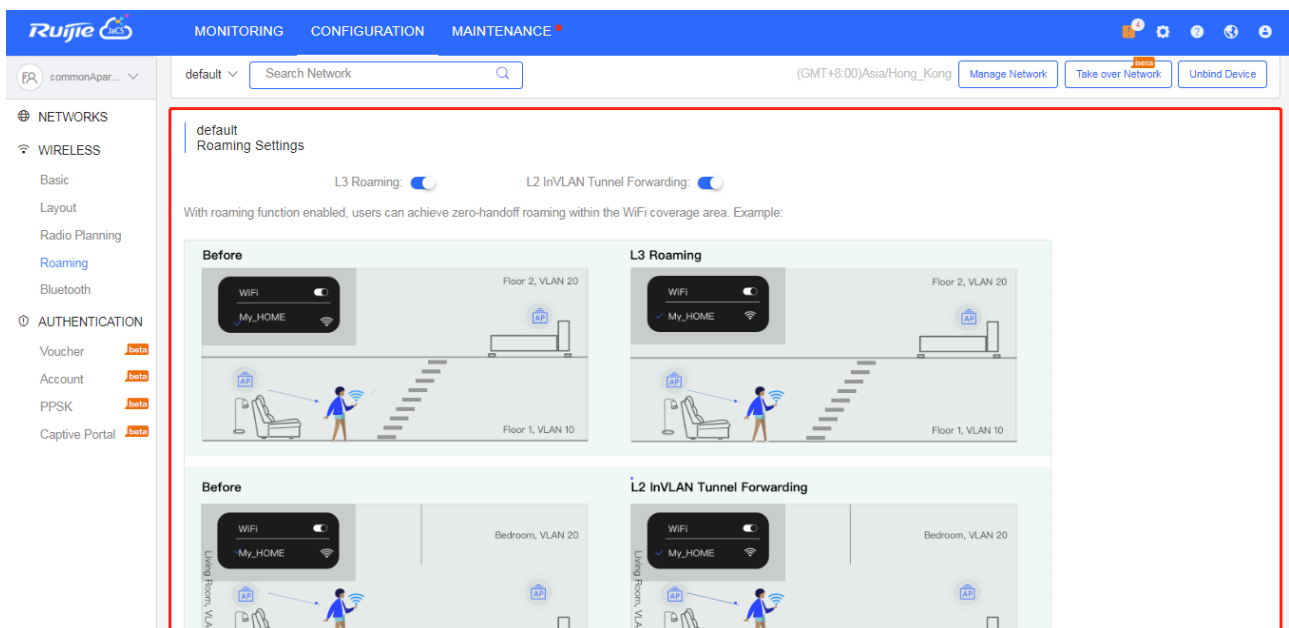 Ruijie JaCS MONITORING CONFIGURATION MAINTENANCE 4
commonApar... default Search Network (GMT+8:00)Asia/Hong_Kong Manage Network Take over Network beta Unbind Device
NETWORKS
WIRELESS
Basic
Layout
Radio Planning
Roaming
Bluetooth
AUTHENTICATION
Voucher beta
Account beta
PPSK beta
Captive Portal beta
default
Roaming Settings
L3 Roaming: L2 InVLAN Tunnel Forwarding:
With roaming function enabled, users can achieve zero-handoff roaming within the WiFi coverage area. Example:
Before
WiFi
My_HOME
Floor 2, VLAN 20
AP
AP
Floor 1, VLAN 10
L3 Roaming
WiFi
My_HOME
Floor 2, VLAN 20
AP
AP
Floor 1, VLAN 10
Before
WiFi
My_HOME
Bedroom, VLAN 20
Living Room, VLA
AP
AP
L2 InVLAN Tunnel Forwarding
WiFi
My_HOME
Bedroom, VLAN 20
Living Room, VLA
AP
AP